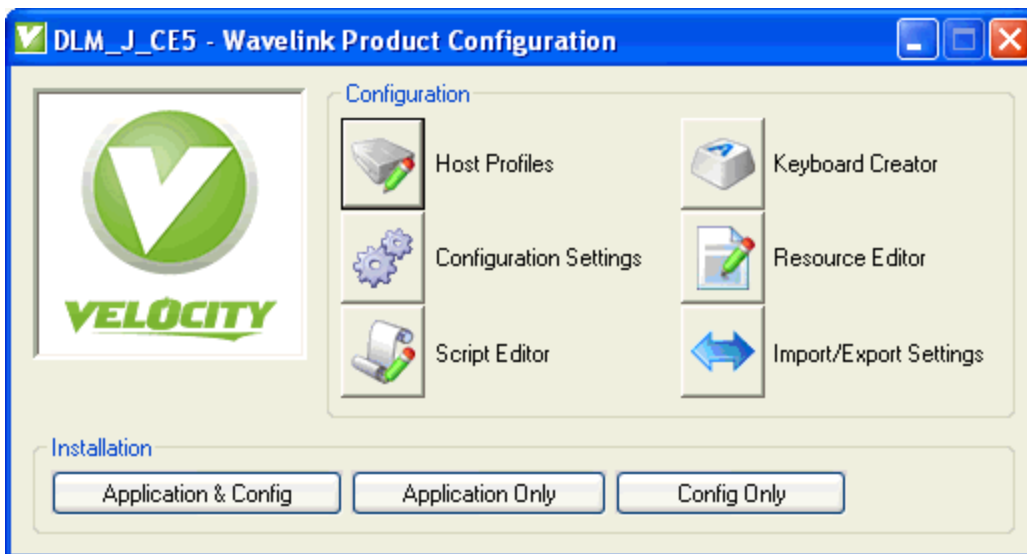 DLM_J_CE5 - Wavelink Product Configuration
VELOCITY
Configuration
Host Profiles
Keyboard Creator
Configuration Settings
Resource Editor
Script Editor
Import/Export Settings
Installation
Application & Config
Application Only
Config Only